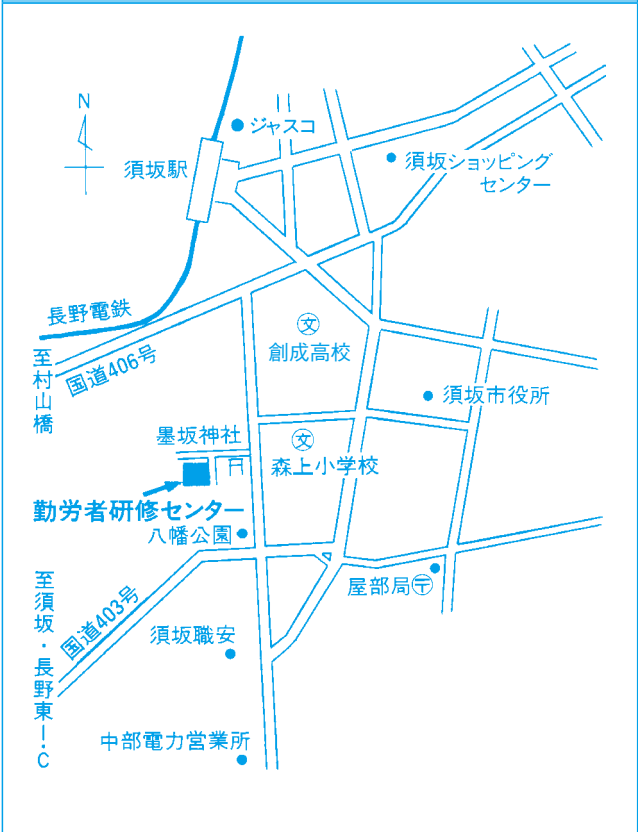 N
ジャスコ
須坂駅
須坂ショッピング
センター
長野電鉄
国道406号
至村山橋
文
創成高校
須坂市役所
墨坂神社
文
森上小学校
勤労者研修センター
八幡公園
屋部局〒
至須坂・長野東I・C
国道403号
須坂職安
中部電力営業所